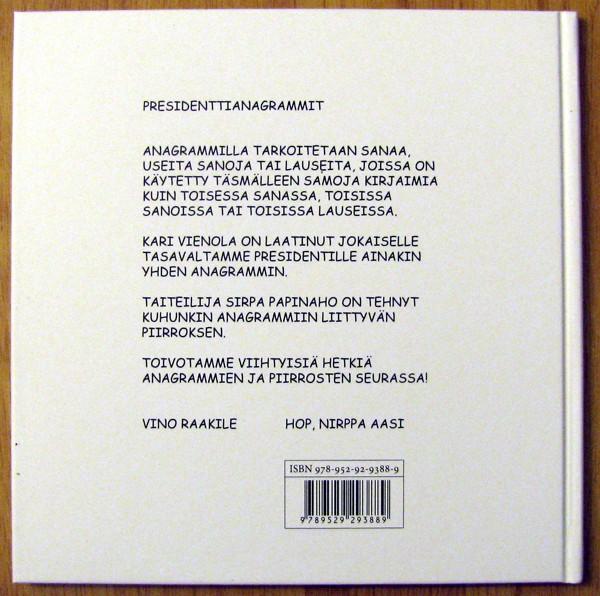 PRESIDENTTIANAGRAMMIT
ANAGRAMMILLA TARKOITETAAN SANAA,
USEITA SANOJA TAI LAUSEITA, JOISSA ON
KÄYTETTY TÄSMÄLLEEN SAMOJA KIRJAIMIA
KUIN TOISESSA SANASSA, TOISISSA
SANOISSA TAI TOISISSA LAUSEISSA.
KARI VIENOLA ON LAATINUT JOKAISELLE
TASAVALTAMME PRESIDENTILLE AINAKIN
YHDEN ANAGRAMMIN.
TAITEILIJA SIRPA PAPINAHO ON TEHNYT
KUHUNKIN ANAGRAMMIIN LIITTYVÄN
PIIRROKSEN.
TOIVOTAMME VIIHTYISIÄ HETKIÄ
ANAGRAMMIEN JA PIIRROSTEN SEURASSA!
VINO RAAKILE HOP, NIRPPA AASI
ISBN 978-952-92-9388-9
9 789529 293889